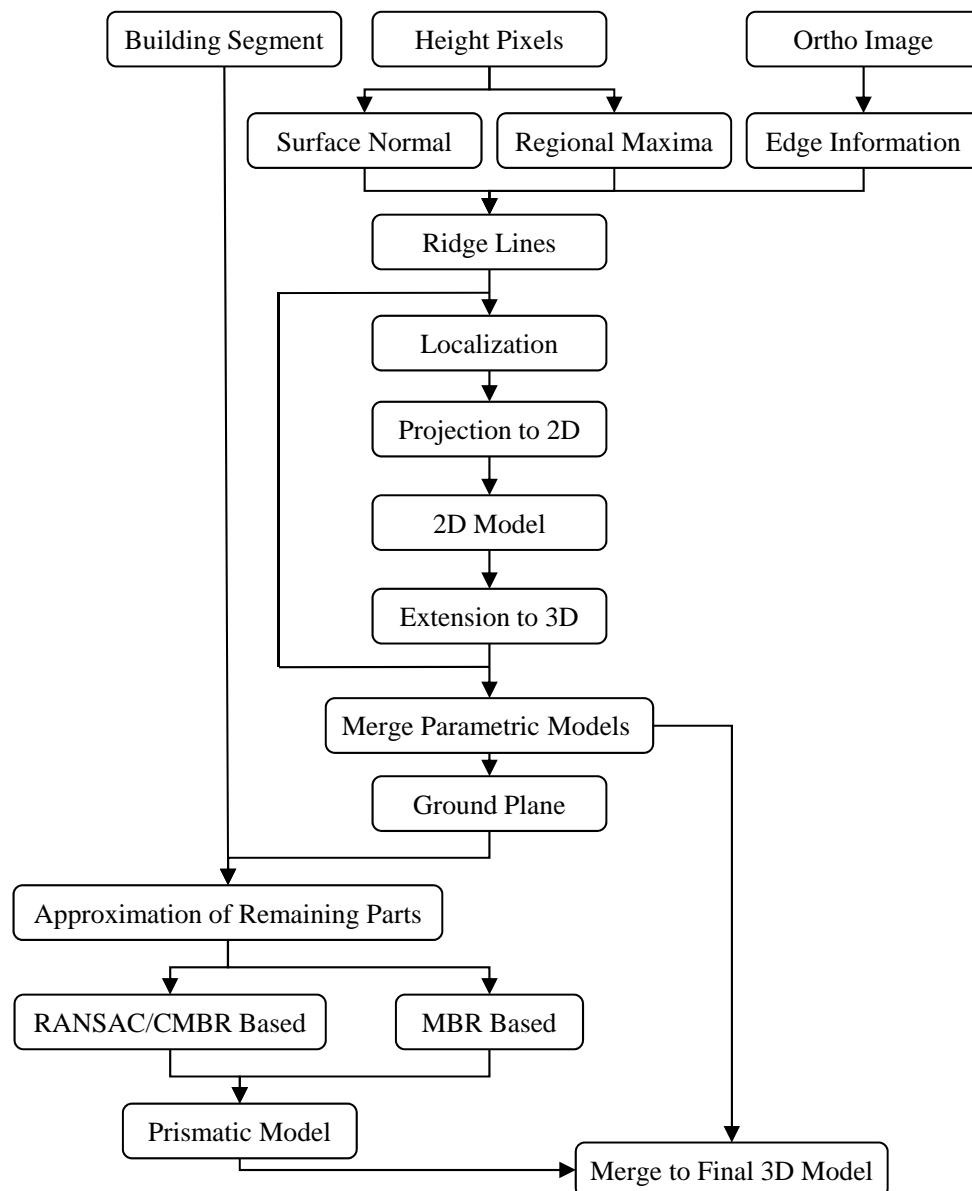 Building Segment
Height Pixels
Ortho Image
Surface Normal
Regional Maxima
Edge Information
Ridge Lines
Localization
Projection to 2D
2D Model
Extension to 3D
Merge Parametric Models
Ground Plane
Approximation of Remaining Parts
RANSAC/CMBR Based
MBR Based
Prismatic Model
Merge to Final 3D Model